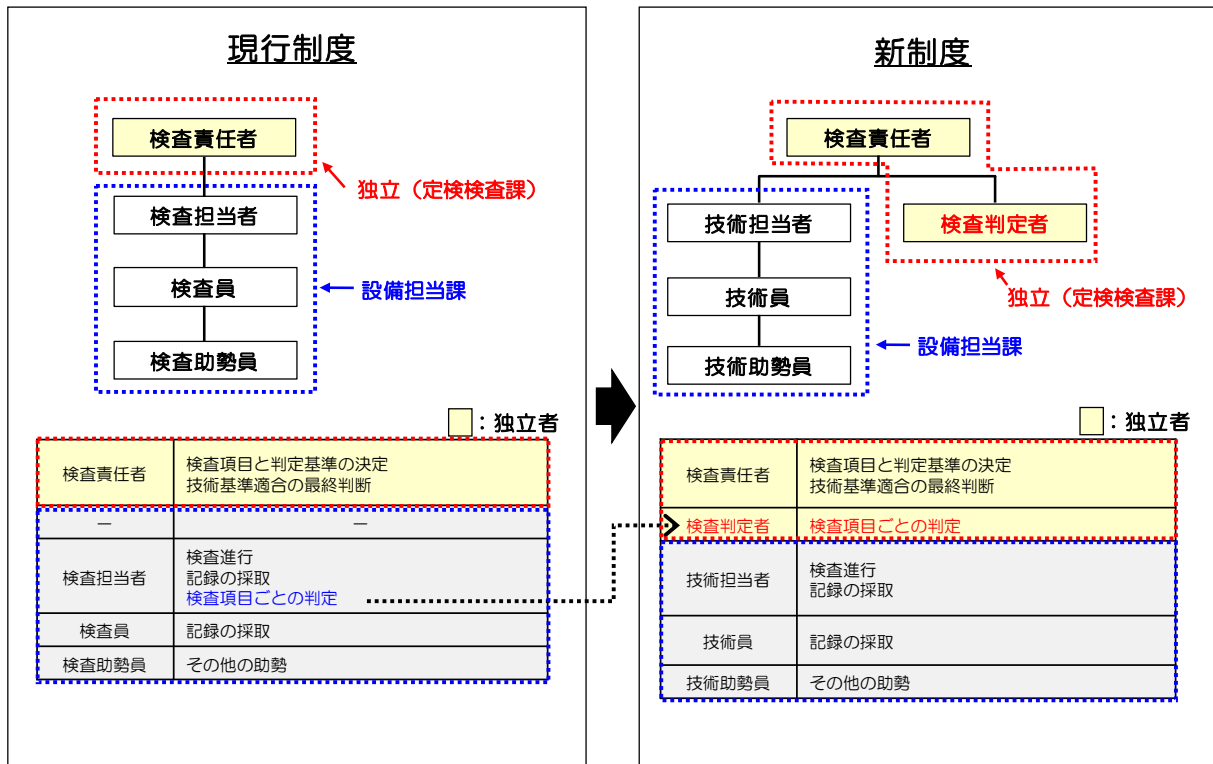 現行制度
検査責任者
独立（定検検査課）
検査担当者
検査員
設備担当課
検査助勢員
：独立者
検査責任者
検査項目と判定基準の決定
技術基準適合の最終判断
―
―
検査担当者
検査進行
記録の採取
検査項目ごとの判定
検査員
記録の採取
検査助勢員
その他の助勢
新制度
検査責任者
技術担当者
検査判定者
技術員
独立（定検検査課）
設備担当課
技術助勢員
：独立者
検査責任者
検査項目と判定基準の決定
技術基準適合の最終判断
検査判定者
検査項目ごとの判定
技術担当者
検査進行
記録の採取
技術員
記録の採取
技術助勢員
その他の助勢